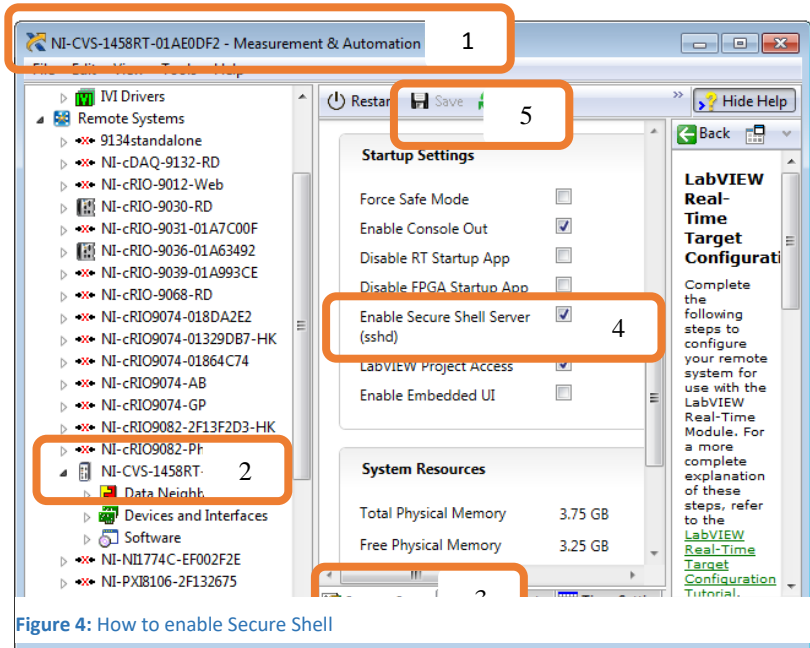 NI-CVS-1458RT-01AE0DF2 - Measurement & Automation
1
IVI Drivers
Remote Systems
9134standalone
NI-cDAQ-9132-RD
NI-cRIO-9012-Web
NI-cRIO-9030-RD
NI-cRIO-9031-01A7C00F
NI-cRIO-9036-01A63492
NI-cRIO-9039-01A993CE
NI-cRIO-9068-RD
NI-cRIO9074-018DA2E2
NI-cRIO9074-01329DB7-HK
NI-cRIO9074-01864C74
NI-cRIO9074-AB
NI-cRIO9074-GP
NI-cRIO9082-2F13F2D3-HK
NI-cRIO9082-Ph
NI-CVS-1458RT-
2
Data Neighb
Devices and Interfaces
Software
NI-NI1774C-EF002F2E
NI-PXI8106-2F132675
Restar
Save
5
Startup Settings
Force Safe Mode
Enable Console Out
Disable RT Startup App
Disable FPGA Startup App
Enable Secure Shell Server
(sshd)
4
LabVIEW Project Access
Enable Embedded UI
System Resources
Total Physical Memory 3.75 GB
Free Physical Memory 3.25 GB
3
» Hide Help
Back
LabVIEW
Real-
Time
Target
Configurati
Complete
the
following
steps to
configure
your remote
system for
use with the
LabVIEW
Real-Time
Module. For
a more
complete
explanation
of these
steps, refer
to the
LabVIEW
Real-Time
Target
Configuration
Tutorial.
Figure 4: How to enable Secure Shell